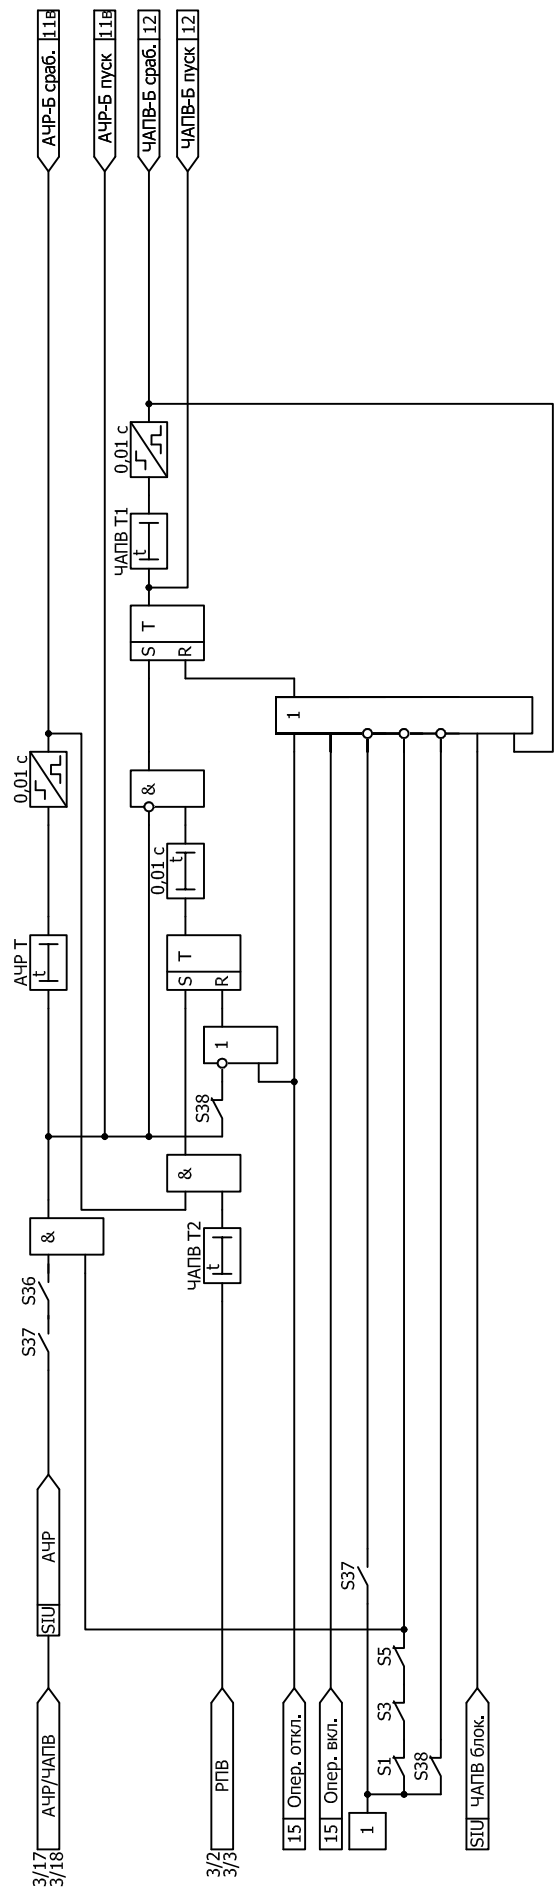 3/17
3/18
АЧР/ЧАПВ
SIU
АЧР
S37
S36
&
АЧР T
t
0,01 с
АЧР-Б сраб.
11в
АЧР-Б пуск
11в
ЧАПВ-Б сраб.
12
ЧАПВ-Б пуск
12
3/2
3/3
РПВ
ЧАПВ T2
t
&
S38
1
S
T
R
0,01 с
t
&
S
T
R
ЧАПВ T1
t
0,01 с
15
Опер. откл.
15
Опер. вкл.
1
S37
S1
S3
S5
S38
1
SIU
ЧАПВ блок.